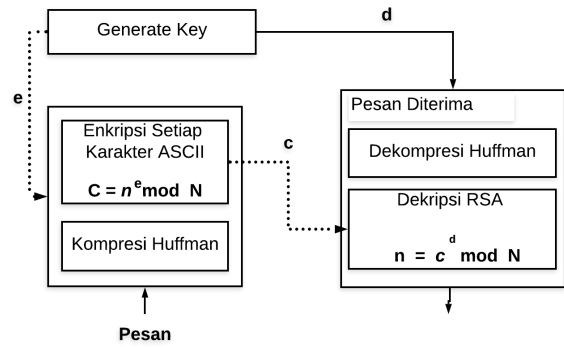 Generate Key
d
e
Pesan Diterima
Enkripsi Setiap
Karakter ASCII
C = n^e mod N
c
Dekompresi Huffman
Dekripsi RSA
n = c^d mod N
Kompresi Huffman
Pesan